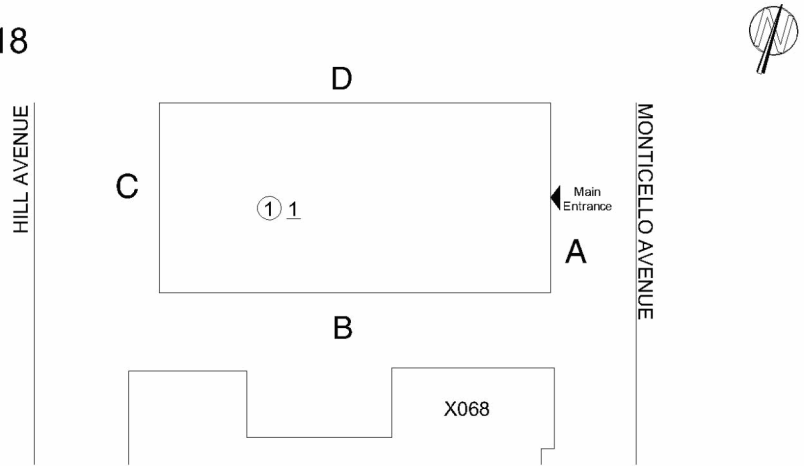 18
N
D
HILL AVENUE
MONTICELLO AVENUE
C
1 1
Main
Entrance
A
B
X068